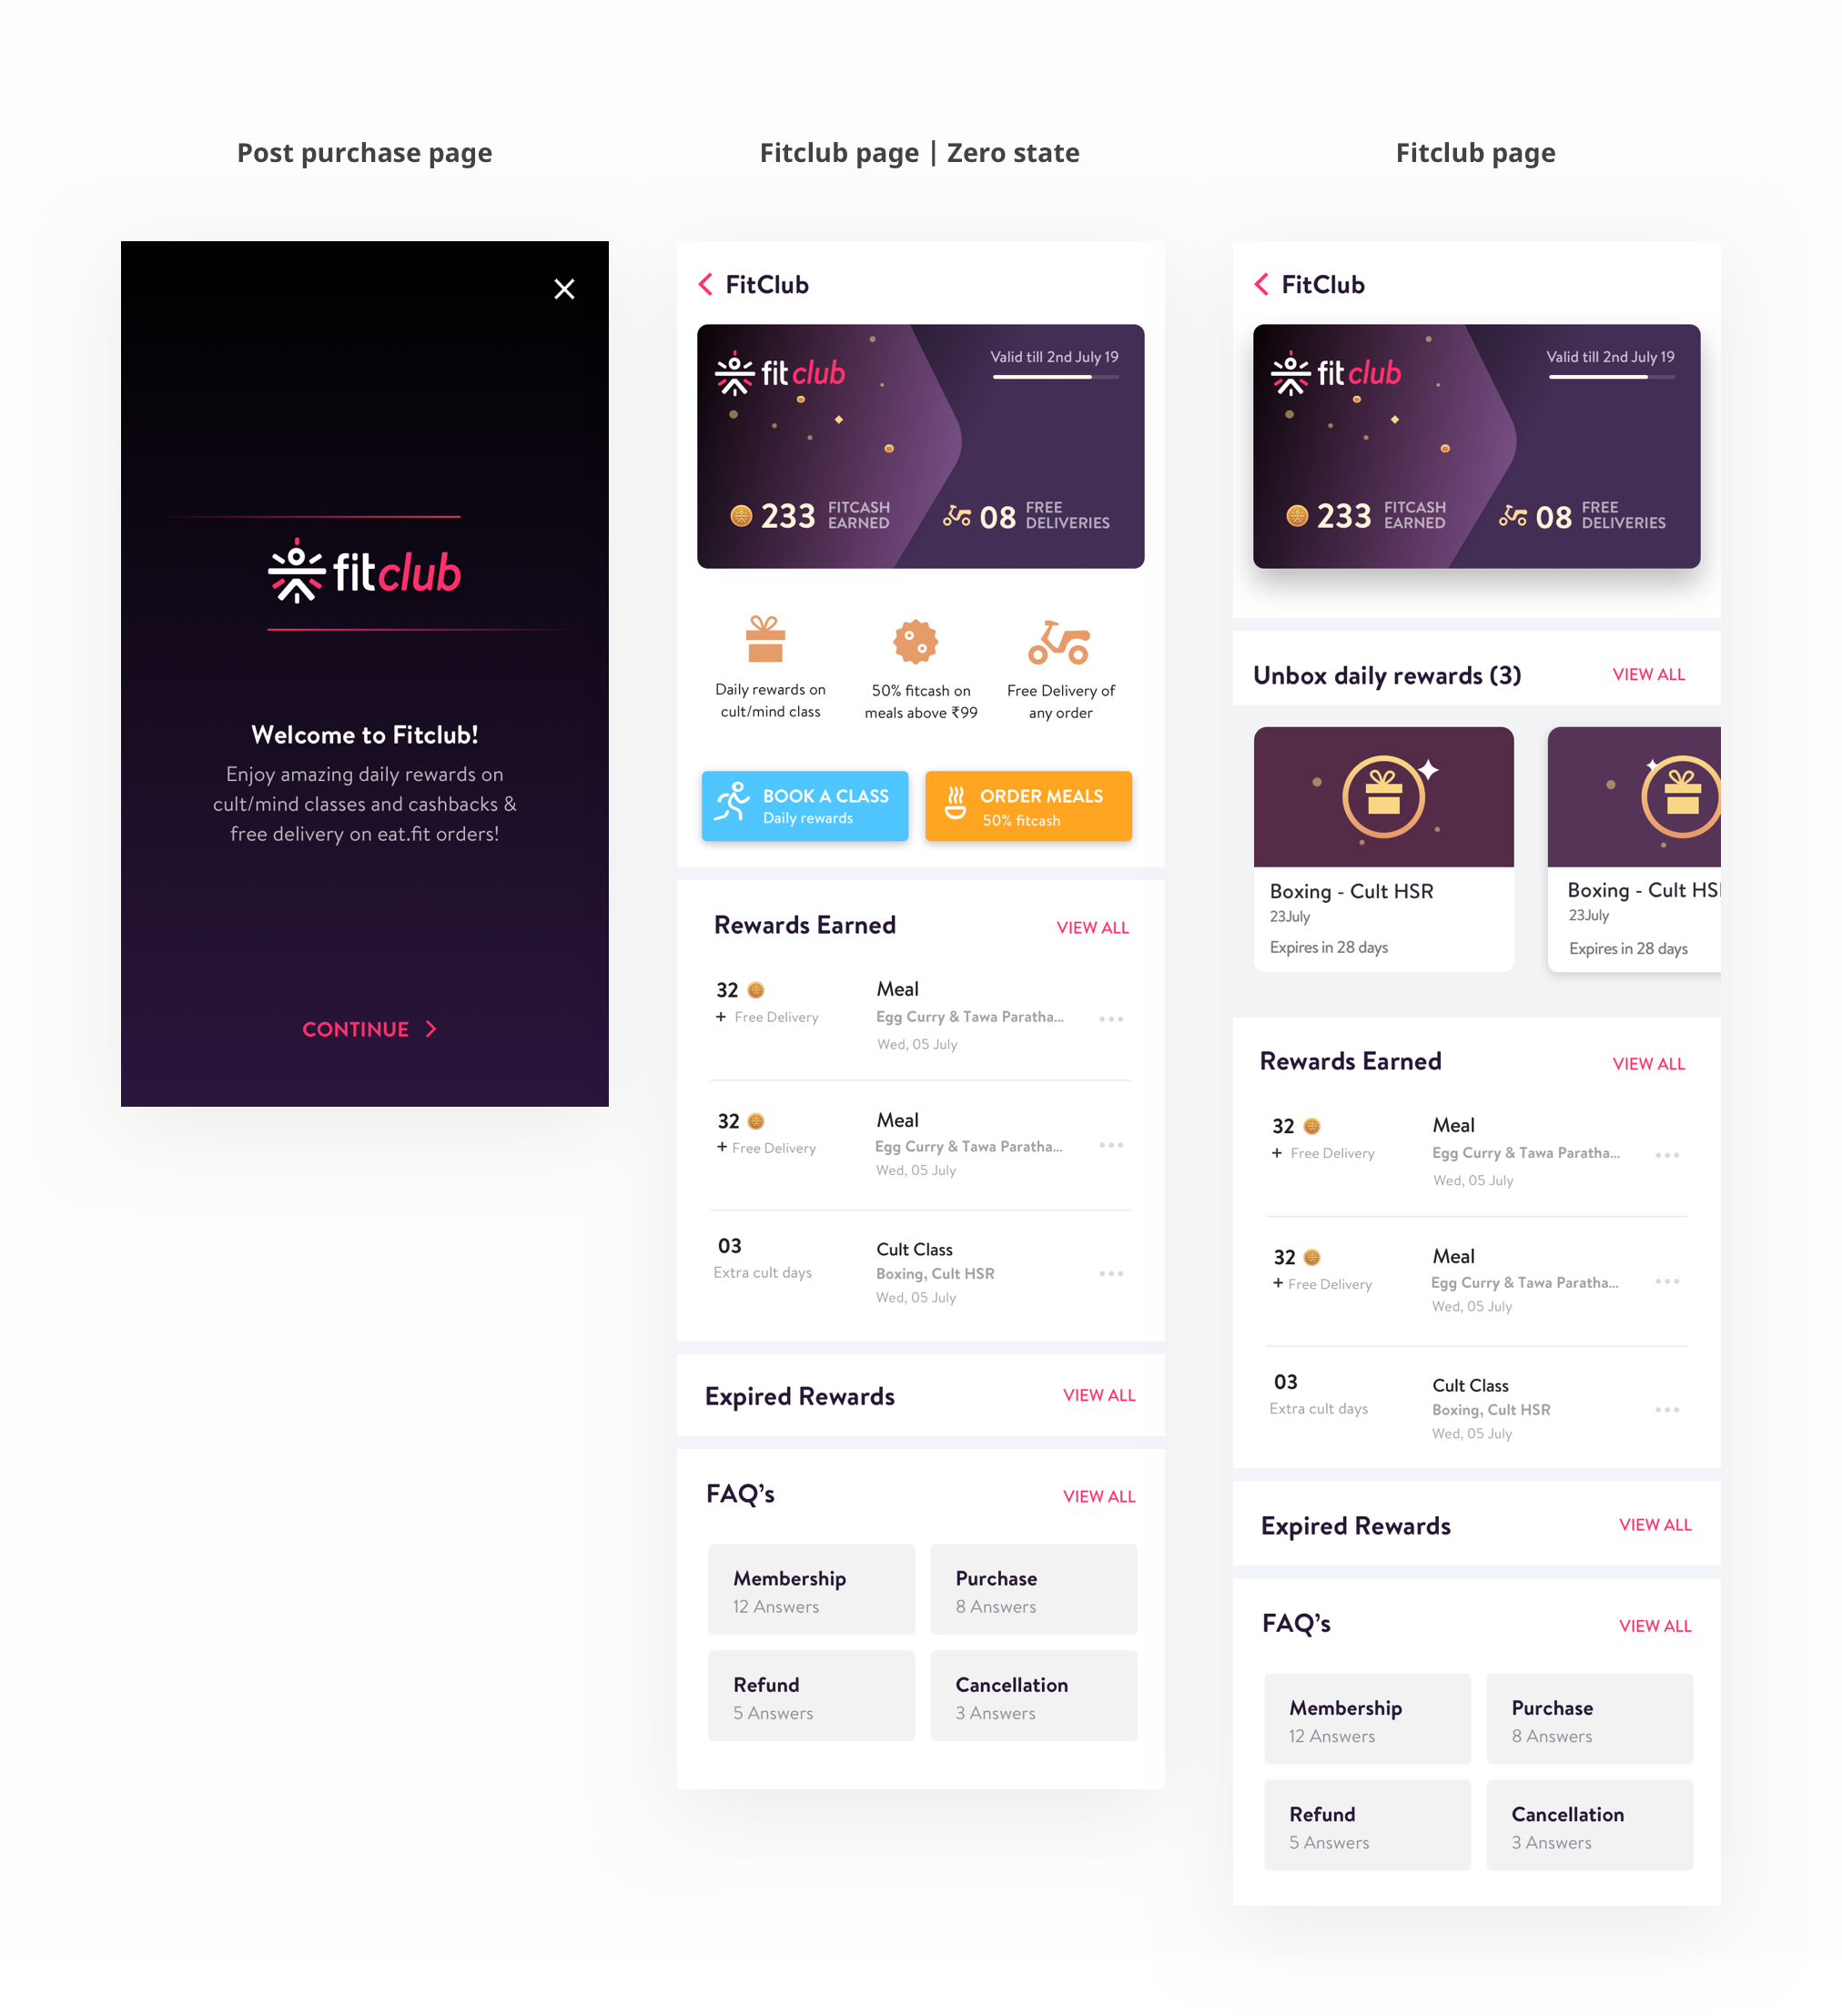 Post purchase page
fitclub
Welcome to Fitclub!
Enjoy amazing daily rewards on
cult/mind classes and cashbacks &
free delivery on eat.fit orders!
CONTINUE
Fitclub page | Zero state
FitClub
fit club
Valid till 2nd July 19
233 FITCASH EARNED
08 FREE DELIVERIES
Daily rewards on
cult/mind class
50% fitcash on
meals above ₹99
Free Delivery of
any order
BOOK A CLASS
Daily rewards
ORDER MEALS
50% fitcash
Rewards Earned VIEW ALL
32 Meal
+ Free Delivery Egg Curry & Tawa Paratha...
Wed, 05 July
32 Meal
+ Free Delivery Egg Curry & Tawa Paratha...
Wed, 05 July
03 Cult Class
Extra cult days Boxing, Cult HSR
Wed, 05 July
Expired Rewards VIEW ALL
FAQ’s VIEW ALL
Membership
12 Answers
Purchase
8 Answers
Refund
5 Answers
Cancellation
3 Answers
Fitclub page
FitClub
fit club
Valid till 2nd July 19
233 FITCASH EARNED
08 FREE DELIVERIES
Unbox daily rewards (3) VIEW ALL
Boxing - Cult HSR
23July
Expires in 28 days
Boxing - Cult HS
23July
Expires in 28 days
Rewards Earned VIEW ALL
32 Meal
+ Free Delivery Egg Curry & Tawa Paratha...
Wed, 05 July
32 Meal
+ Free Delivery Egg Curry & Tawa Paratha...
Wed, 05 July
03 Cult Class
Extra cult days Boxing, Cult HSR
Wed, 05 July
Expired Rewards VIEW ALL
FAQ’s VIEW ALL
Membership
12 Answers
Purchase
8 Answers
Refund
5 Answers
Cancellation
3 Answers